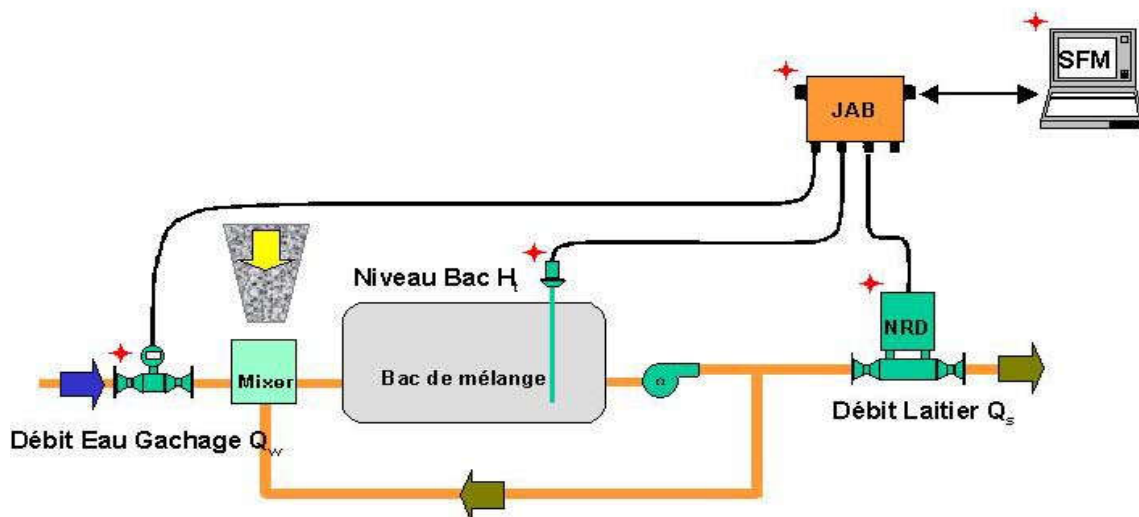 SFM
JAB
Niveau Bac Ht
NRD
Mixer
Bac de mélange
Débit Laitier Qs
Débit Eau Gachage Qw